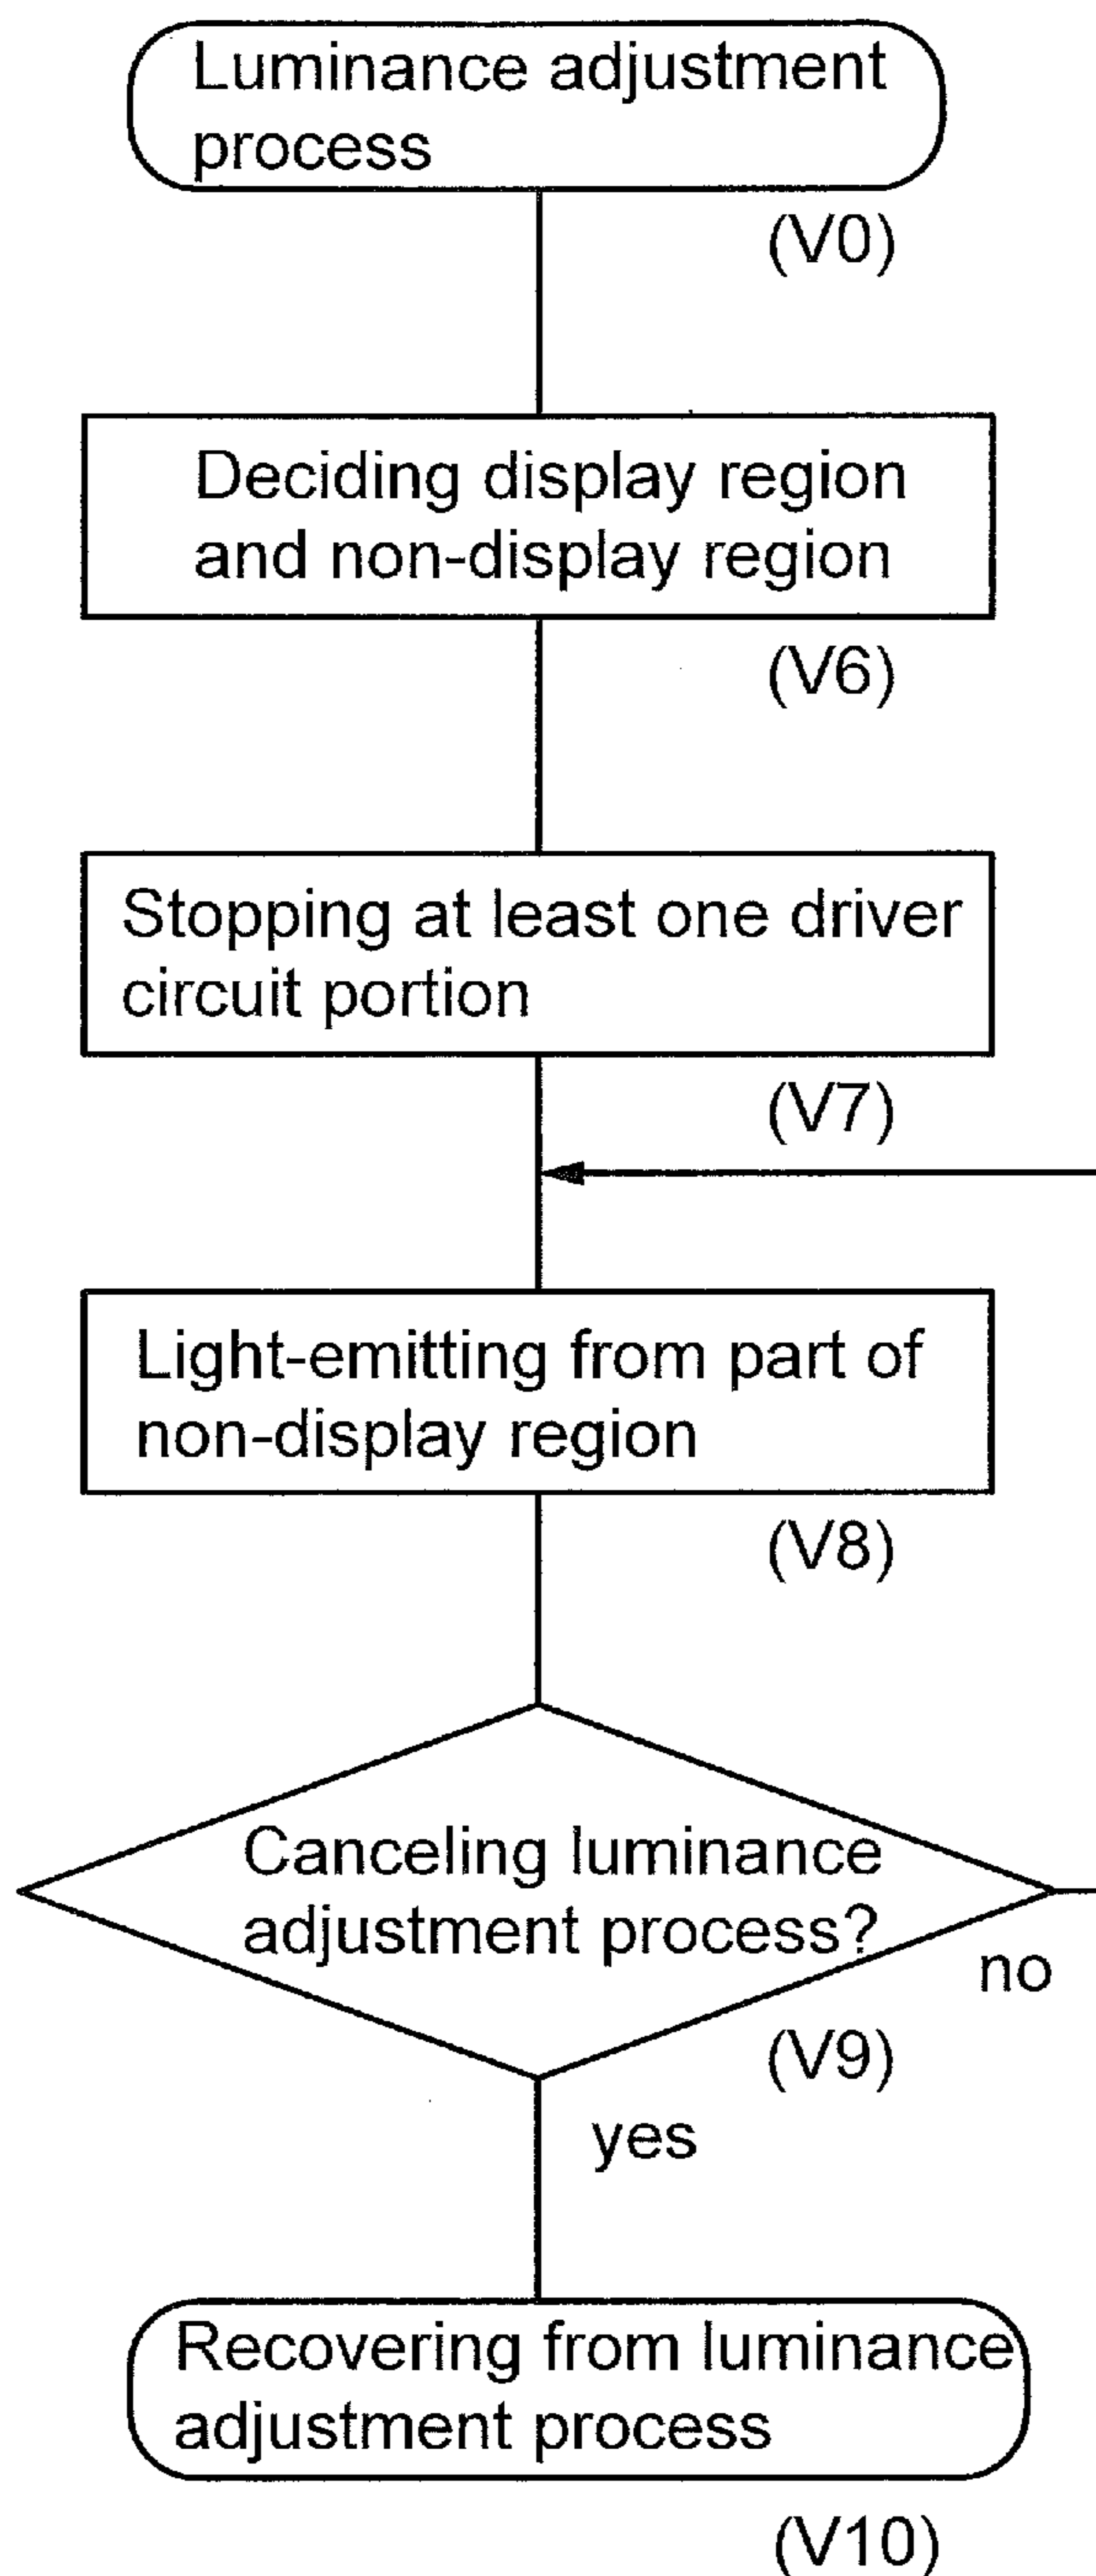 Luminance adjustment
process
(V0)
Deciding display region
and non-display region
(V6)
Stopping at least one driver
circuit portion
(V7)
Light-emitting from part of
non-display region
(V8)
Canceling luminance
adjustment process?
no
(V9)
yes
Recovering from luminance
adjustment process
(V10)